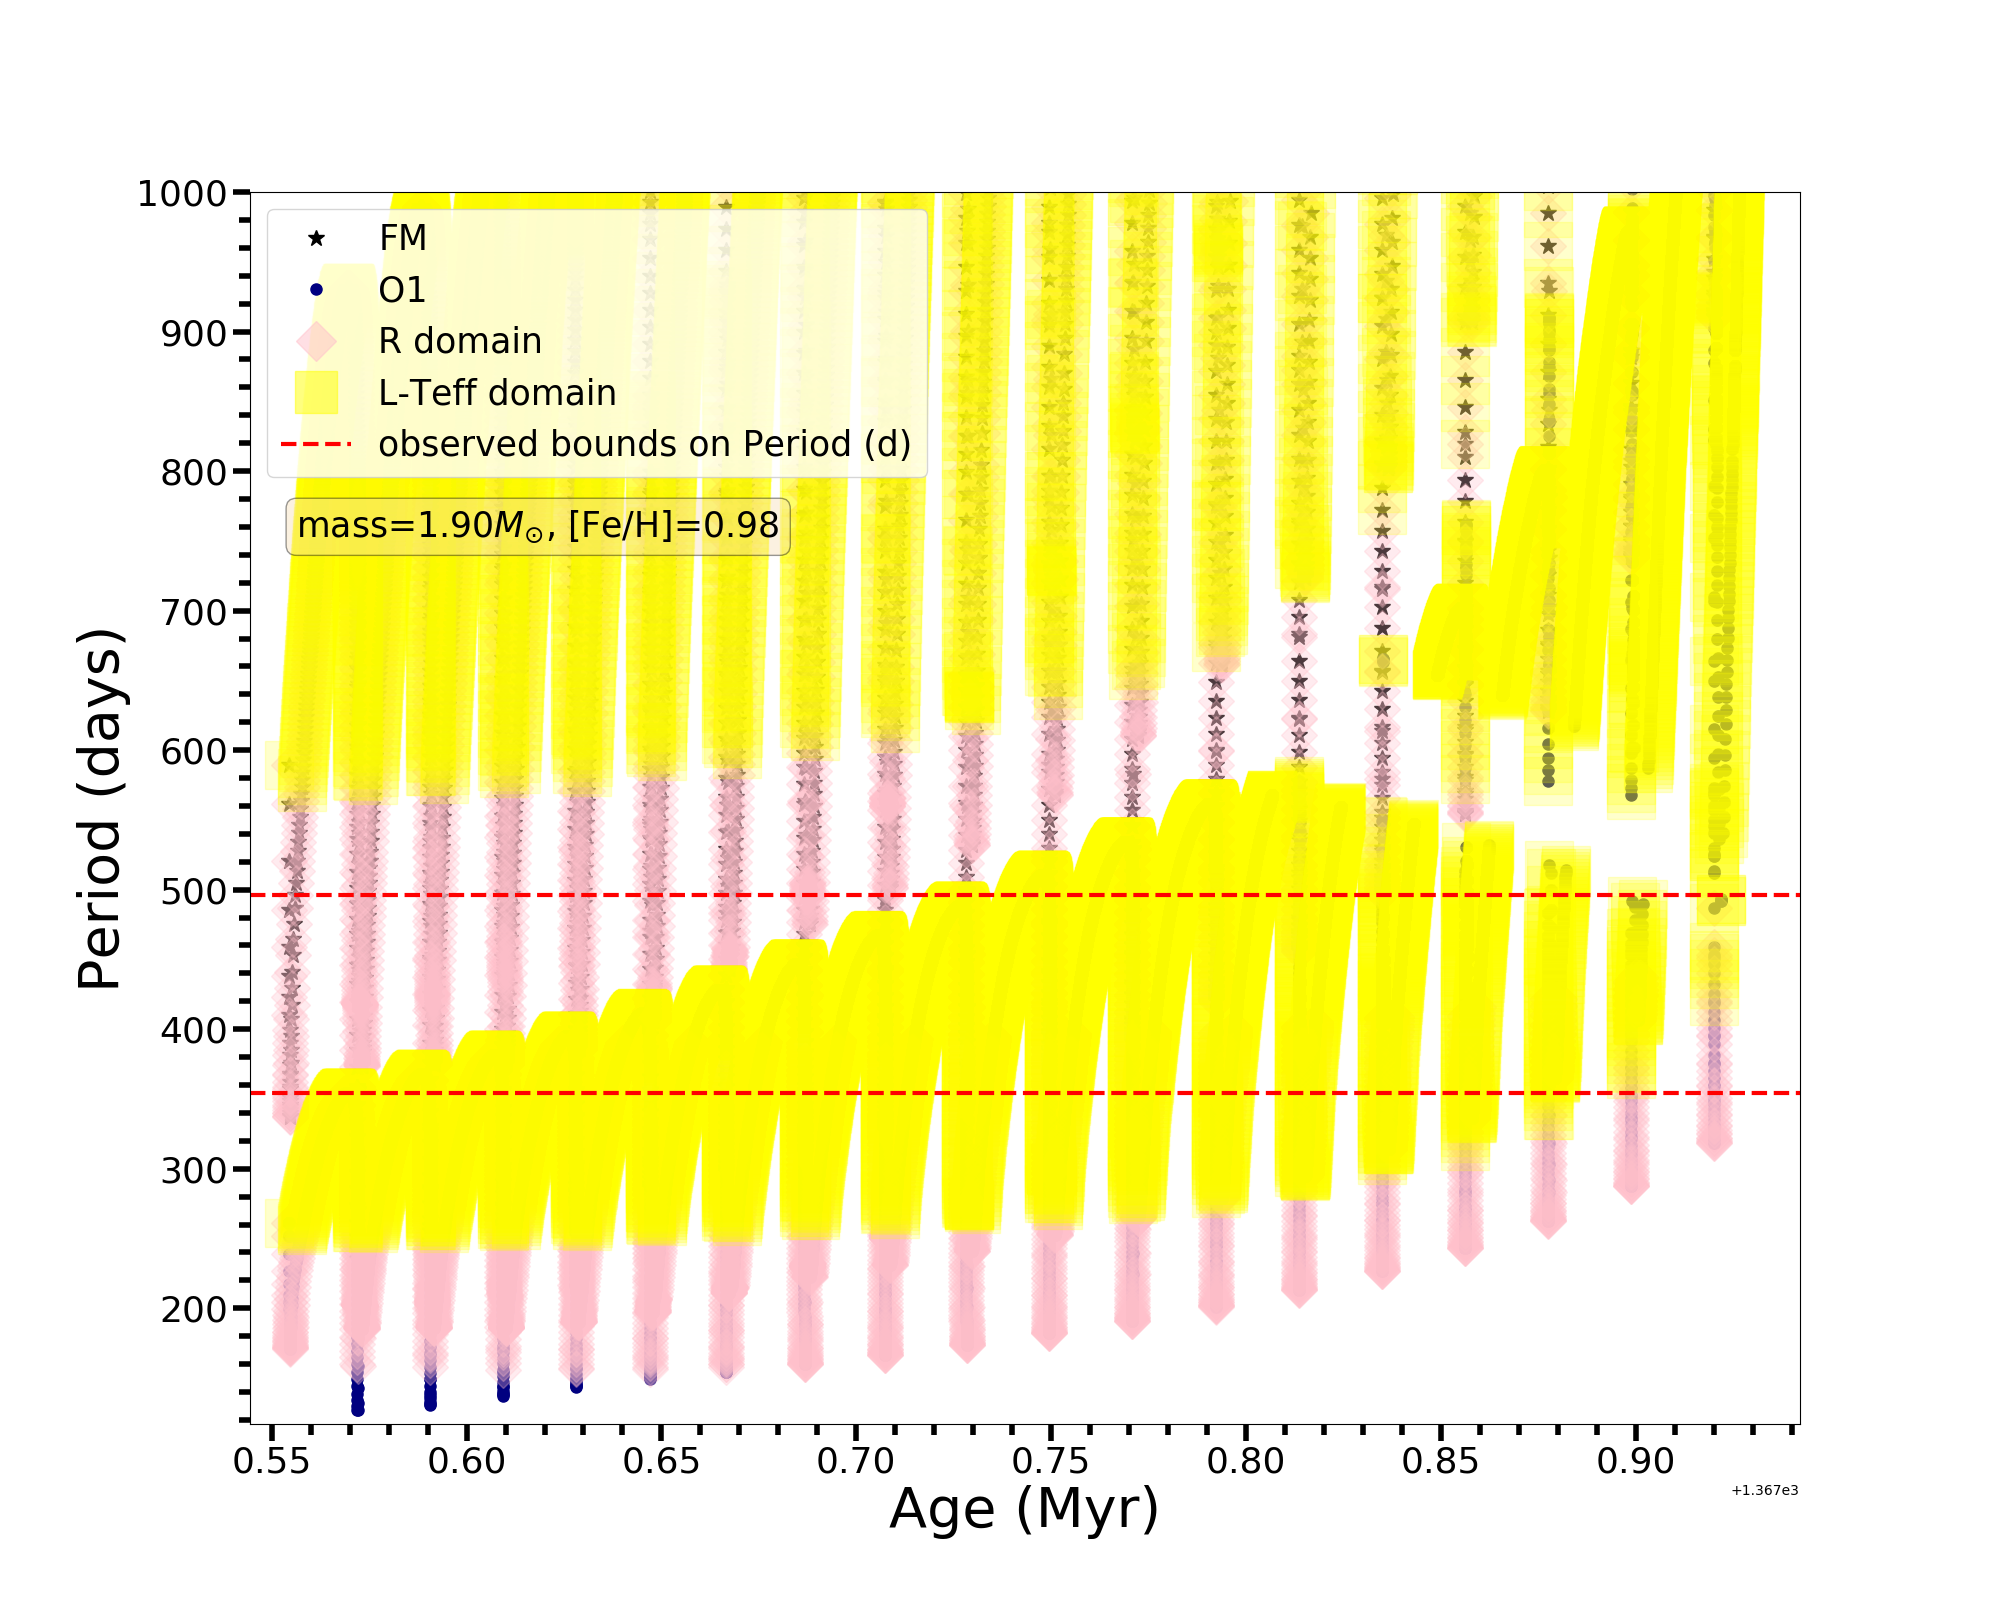 1000
900
800
700
600
500
400
300
200
Period (days)
FM
O1
R domain
L-Teff domain
observed bounds on Period (d)
mass=1.90M⊙, [Fe/H]=0.98
0.55 0.60 0.65 0.70 0.75 0.80 0.85 0.90
+1.367e3
Age (Myr)